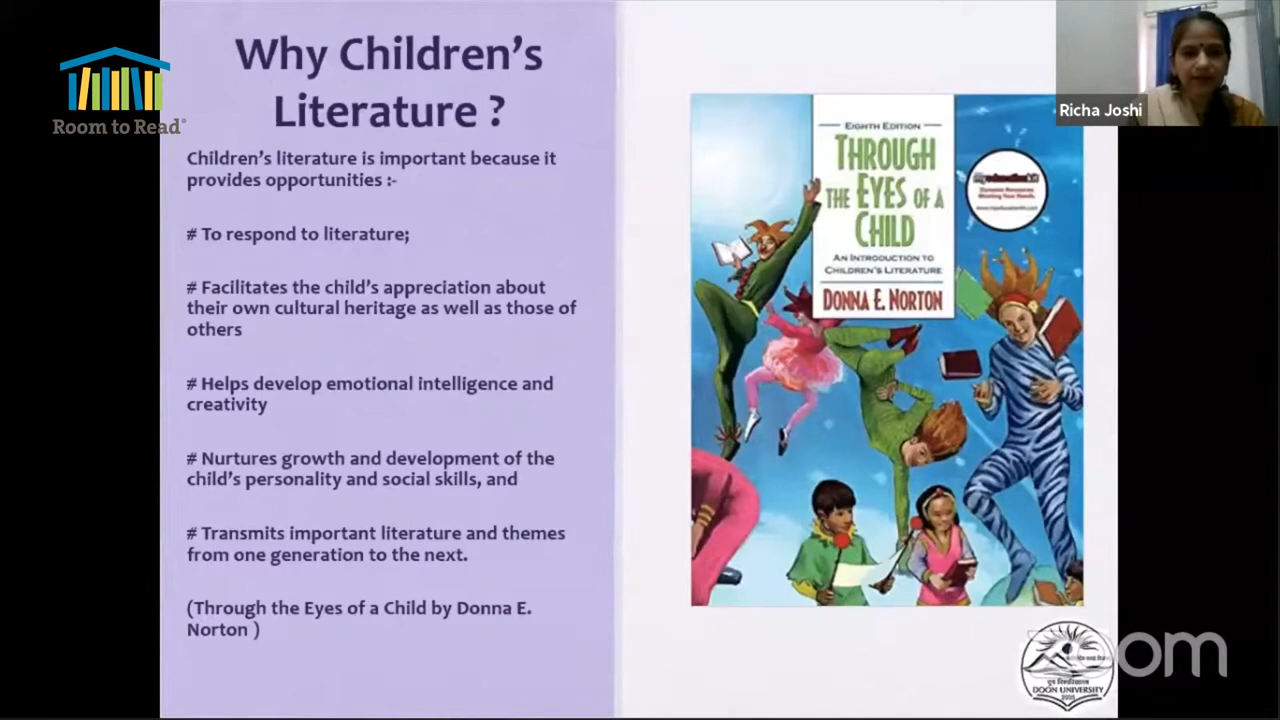 Why Children's
Literature ?
Room to Read
Children's literature is important because it
provides opportunities :-
# To respond to literature;
# Facilitates the child's appreciation about
their own cultural heritage as well as those of
others
# Helps develop emotional intelligence and
creativity
# Nurtures growth and development of the
child's personality and social skills, and
# Transmits important literature and themes
from one generation to the next.
(Through the Eyes of a Child by Donna E.
Norton )
EIGHTH EDITION
THROUGH
THE EYES OF A
CHILD
AN INTRODUCTION TO
CHILDREN'S LITERATURE
DONNA E. NORTON
Richa Joshi
zoom
DOON UNIVERSITY
2005